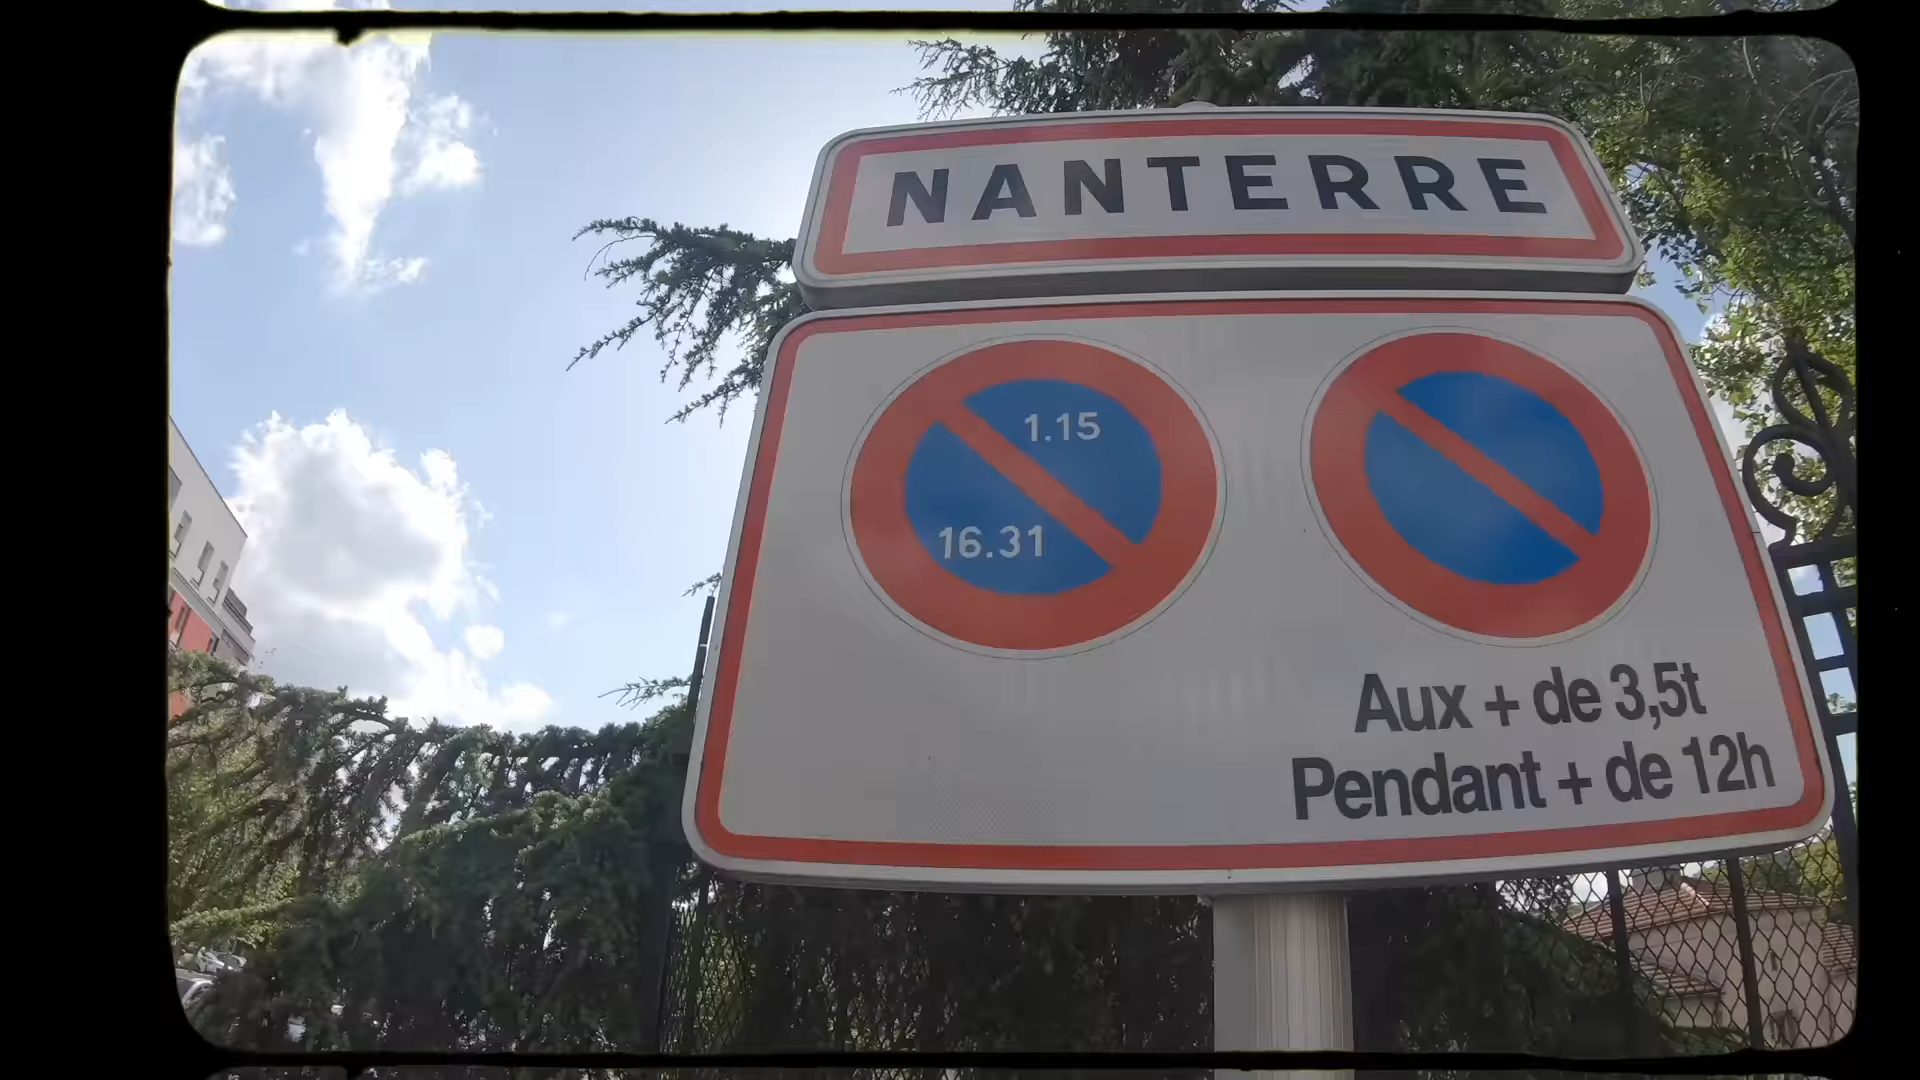 NANTERRE
1.15
16.31
Aux + de 3,5t
Pendant + de 12h